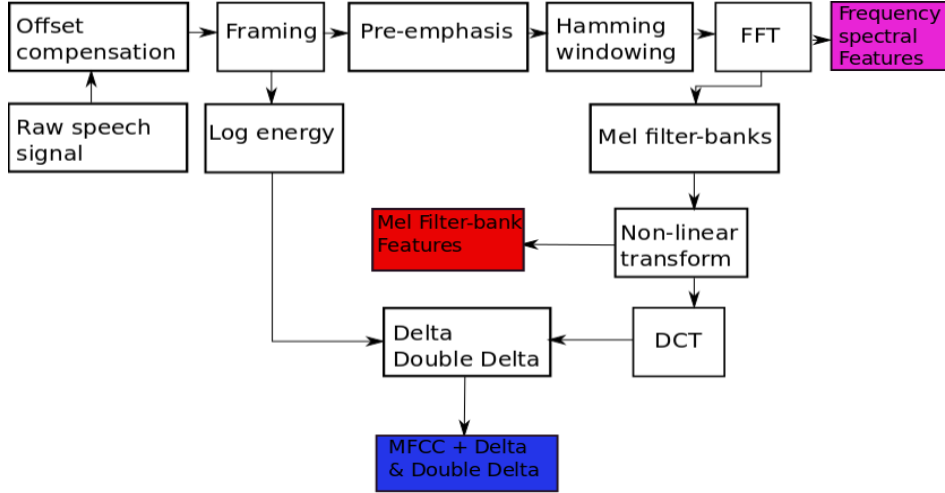 Offset
compensation
Framing
Pre-emphasis
Hamming
windowing
FFT
Frequency
spectral
Features
Raw speech
signal
Log energy
Mel filter-banks
Mel Filter-bank
Features
Non-linear
transform
Delta
Double Delta
DCT
MFCC + Delta
& Double Delta